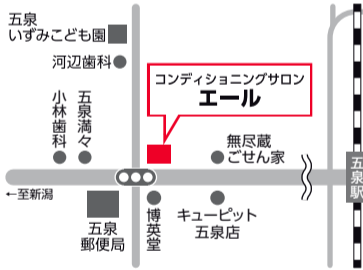 五泉
いずみこども園
河辺歯科
コンディショニングサロン
エール
小林歯科
五泉満々
無尽蔵
ごせん家
五泉駅
←至新潟
五泉
郵便局
博英堂
キューピット
五泉店